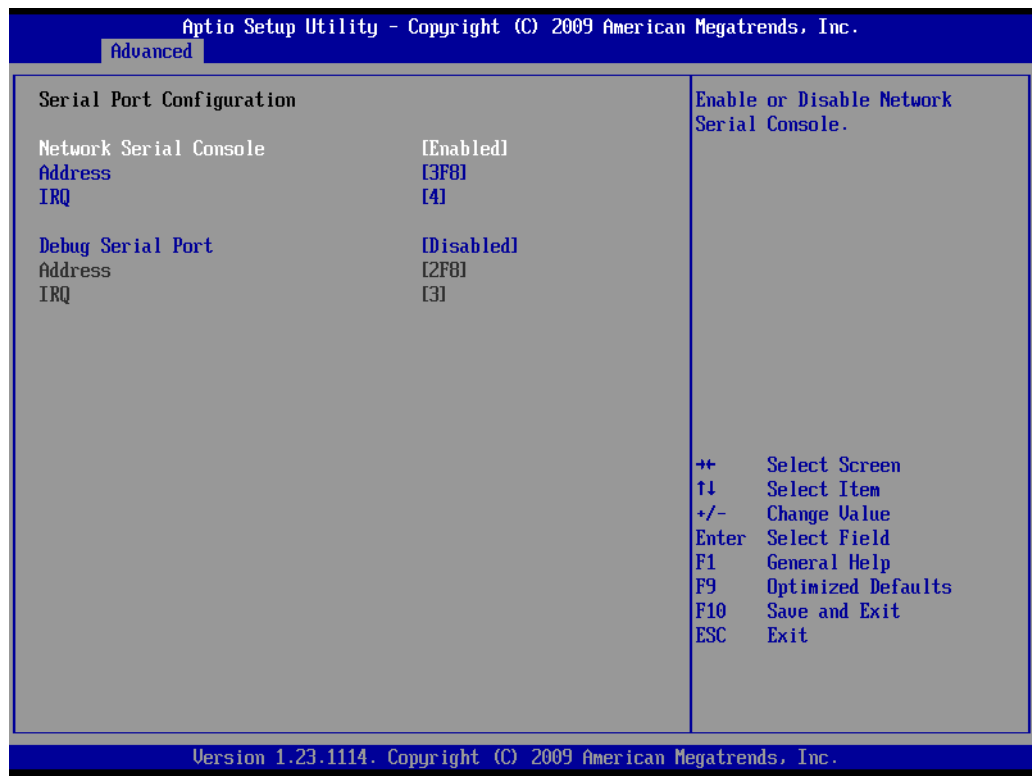 Aptio Setup Utility - Copyright (C) 2009 American Megatrends, Inc.
Advanced
Serial Port Configuration
Network Serial Console [Enabled]
Address [3F8]
IRQ [4]
Debug Serial Port [Disabled]
Address [2F8]
IRQ [3]
Enable or Disable Network
Serial Console.
→← Select Screen
↑↓ Select Item
+/- Change Value
Enter Select Field
F1 General Help
F9 Optimized Defaults
F10 Save and Exit
ESC Exit
Version 1.23.1114. Copyright (C) 2009 American Megatrends, Inc.